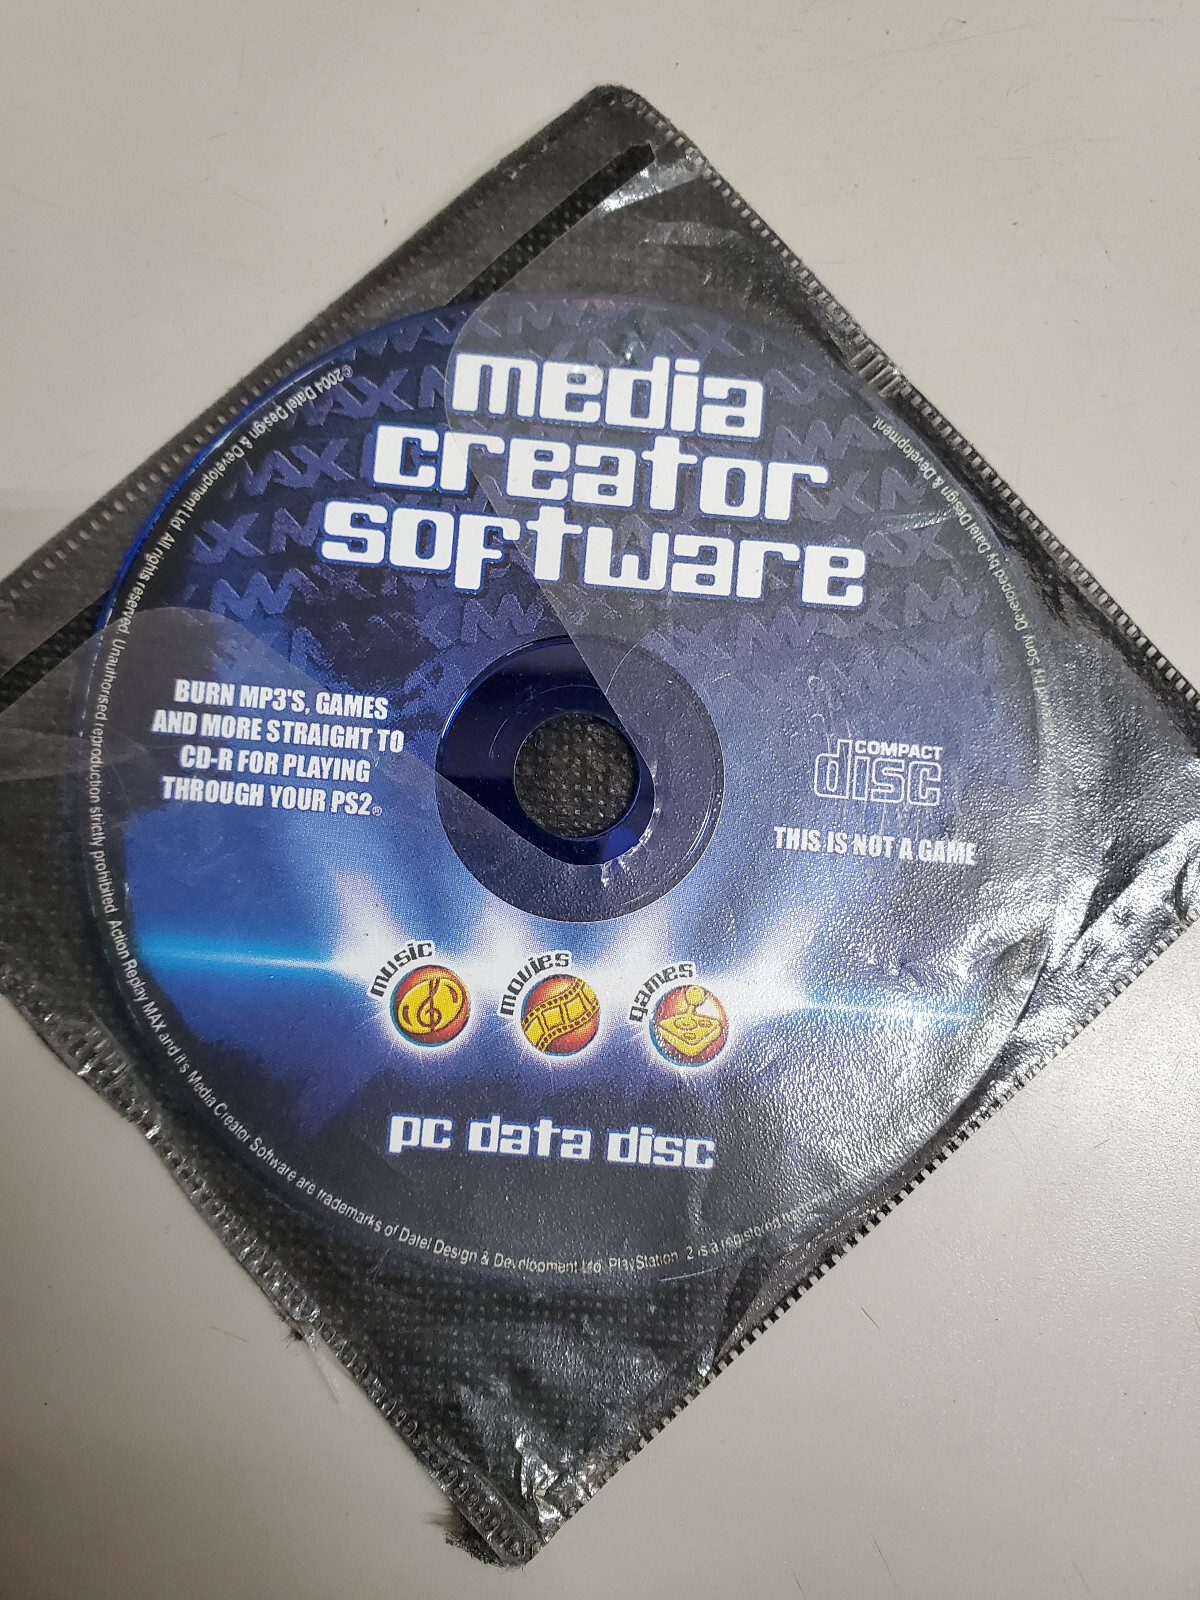 media
creator
software
BURN MP3'S, GAMES
AND MORE STRAIGHT TO
CD-R FOR PLAYING
THROUGH YOUR PS2®
COMPACT
disc
THIS IS NOT A GAME
music
movies
games
pc data disc
©2004 Datel Design & Development Ltd. All rights reserved. Unauthorised reproduction strictly prohibited. Action Replay MAX and it's Media Creator Software are trademarks of Datel Design & Development Ltd. PlayStation 2 is a registered trademark by Sony. Developed by Datel Design & Development.